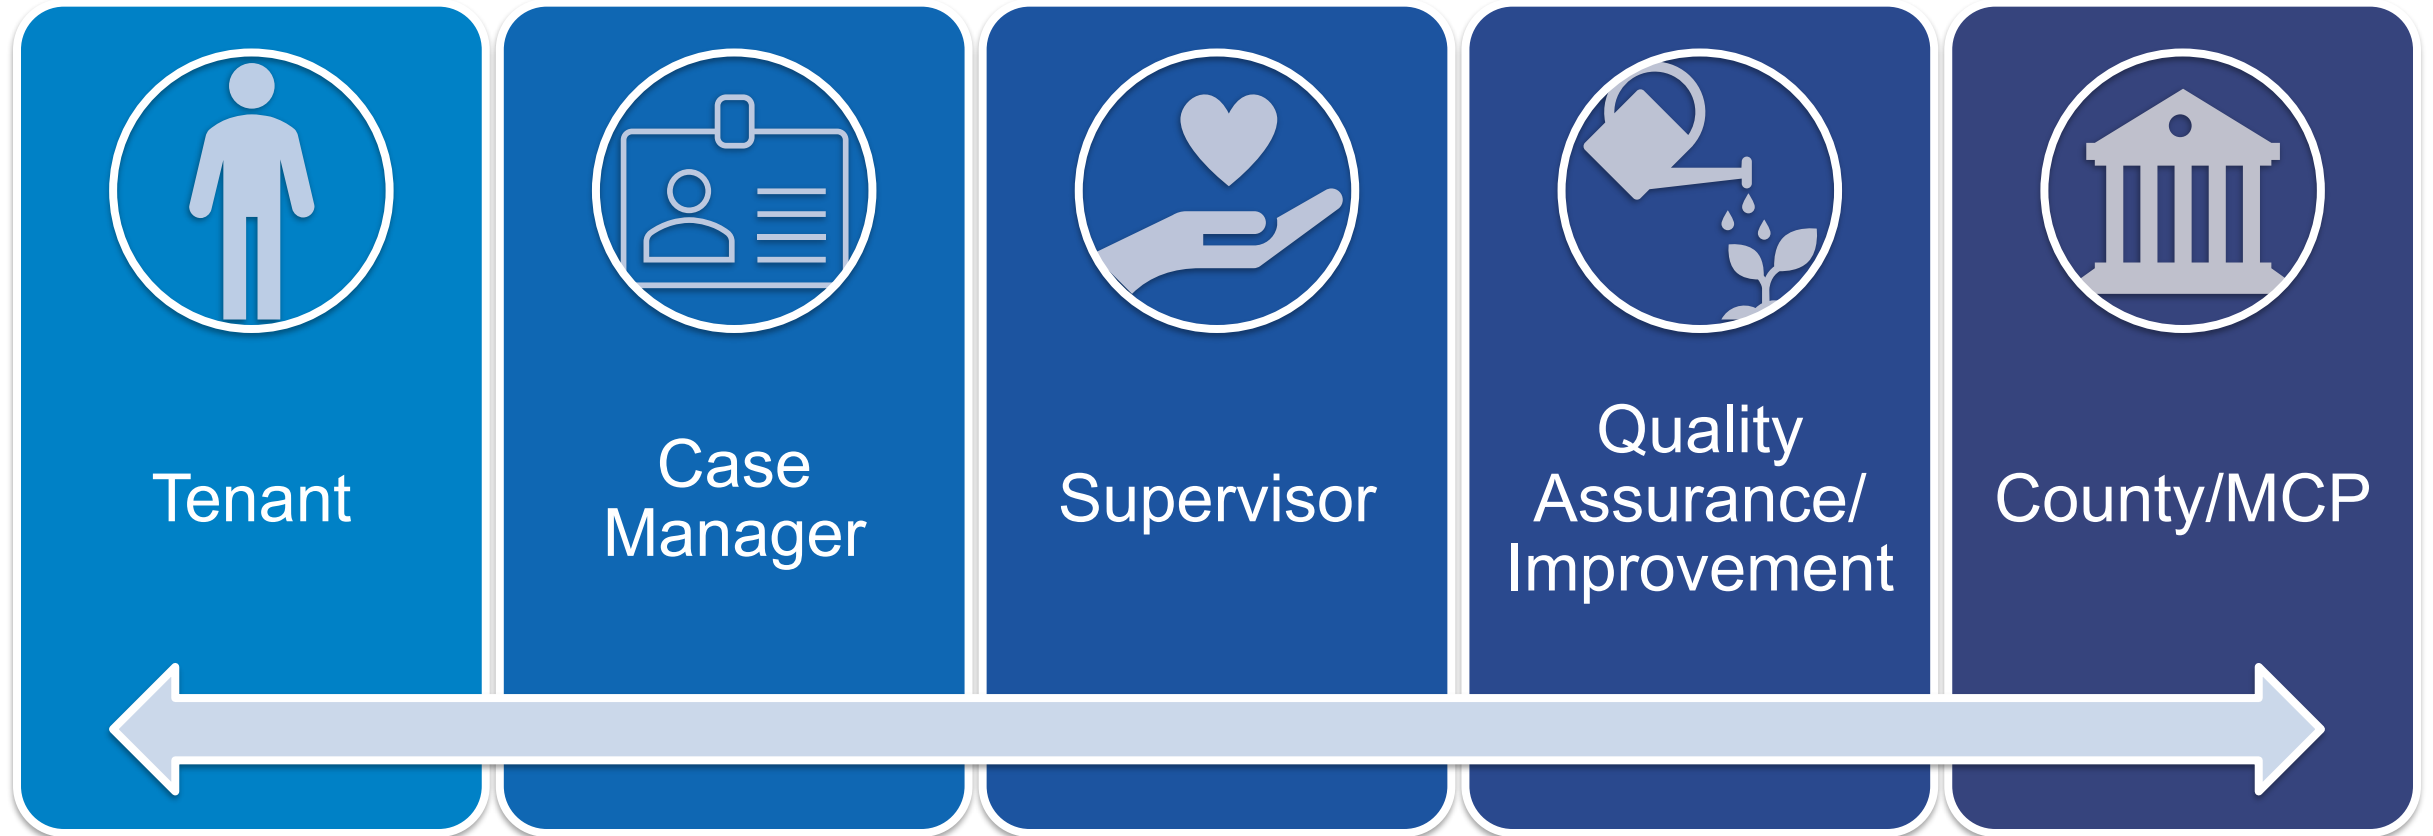 Tenant
Case
Manager
Supervisor
Quality
Assurance/
Improvement
County/MCP